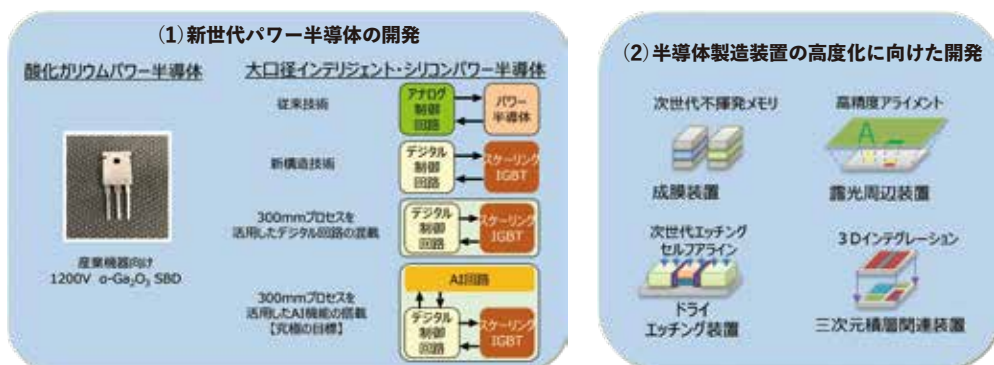 (1)新世代パワー半導体の開発
酸化ガリウムパワー半導体
産業機器向け
1200V α-Ga₂O₃ SBD
大口径インテリジェント・シリコンパワー半導体
従来技術
アナログ
制御
回路
パワー
半導体
新構造技術
デジタル
制御
回路
スケーリング
IGBT
300mmプロセスを
活用したデジタル回路の混載
デジタル
制御
回路
スケーリング
IGBT
300mmプロセスを
活用したAI機能の搭載
【究極の目標】
AI回路
デジタル
制御
回路
スケーリング
IGBT
(2)半導体製造装置の高度化に向けた開発
次世代不揮発メモリ
成膜装置
高精度アライメント
A
露光周辺装置
次世代エッチング
セルフアライン
ドライ
エッチング装置
3Dインテグレーション
三次元積層関連装置